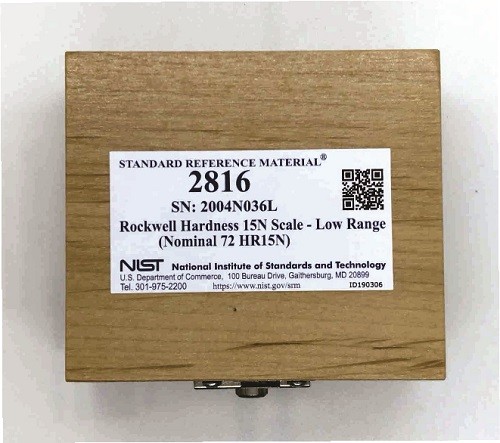 STANDARD REFERENCE MATERIAL®
2816
SN: 2004N036L
Rockwell Hardness 15N Scale - Low Range
(Nominal 72 HR15N)
NIST National Institute of Standards and Technology
U.S. Department of Commerce, 100 Bureau Drive, Gaithersburg, MD 20899
Tel. 301-975-2200 https://www.nist.gov/srm ID190306